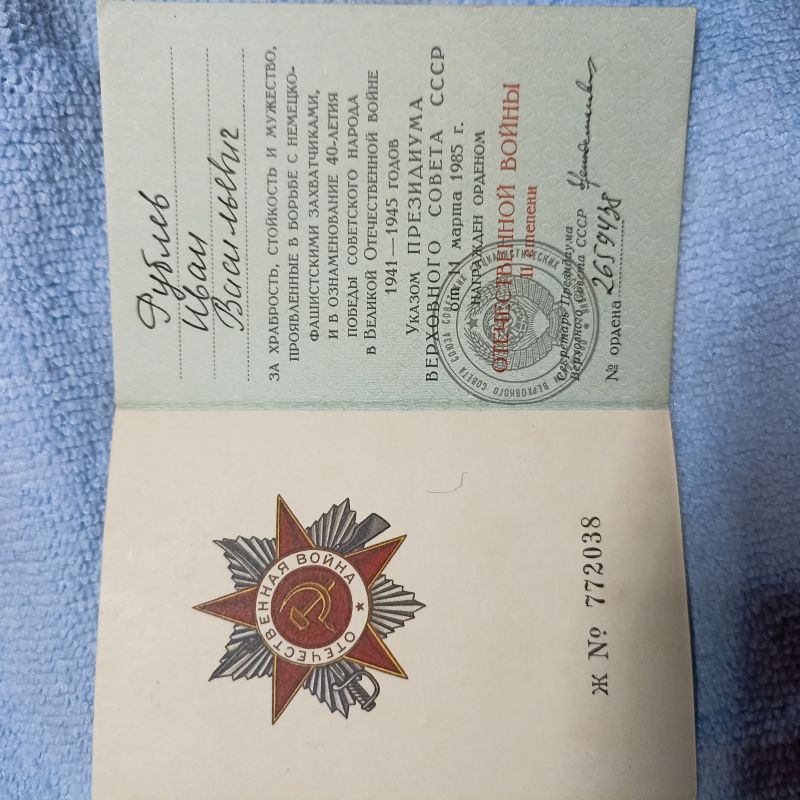 ОТЕЧЕСТВЕННАЯ ВОЙНА
Ж № 772038
Рублев
Иван
Васильевич
ЗА ХРАБРОСТЬ, СТОЙКОСТЬ И МУЖЕСТВО,
ПРОЯВЛЕННЫЕ В БОРЬБЕ С НЕМЕЦКО-
ФАШИСТСКИМИ ЗАХВАТЧИКАМИ,
И В ОЗНАМЕНОВАНИЕ 40-ЛЕТИЯ
ПОБЕДЫ СОВЕТСКОГО НАРОДА
В ВЕЛИКОЙ ОТЕЧЕСТВЕННОЙ ВОЙНЕ
1941—1945 ГОДОВ
Указом ПРЕЗИДИУМА
ВЕРХОВНОГО СОВЕТА СССР
от 11 марта 1985 г.
НАГРАЖДЕН ОРДЕНОМ
ОТЕЧЕСТВЕННОЙ ВОЙНЫ
II степени
Секретарь Президиума
Верховного Совета СССР
№ ордена 2659438